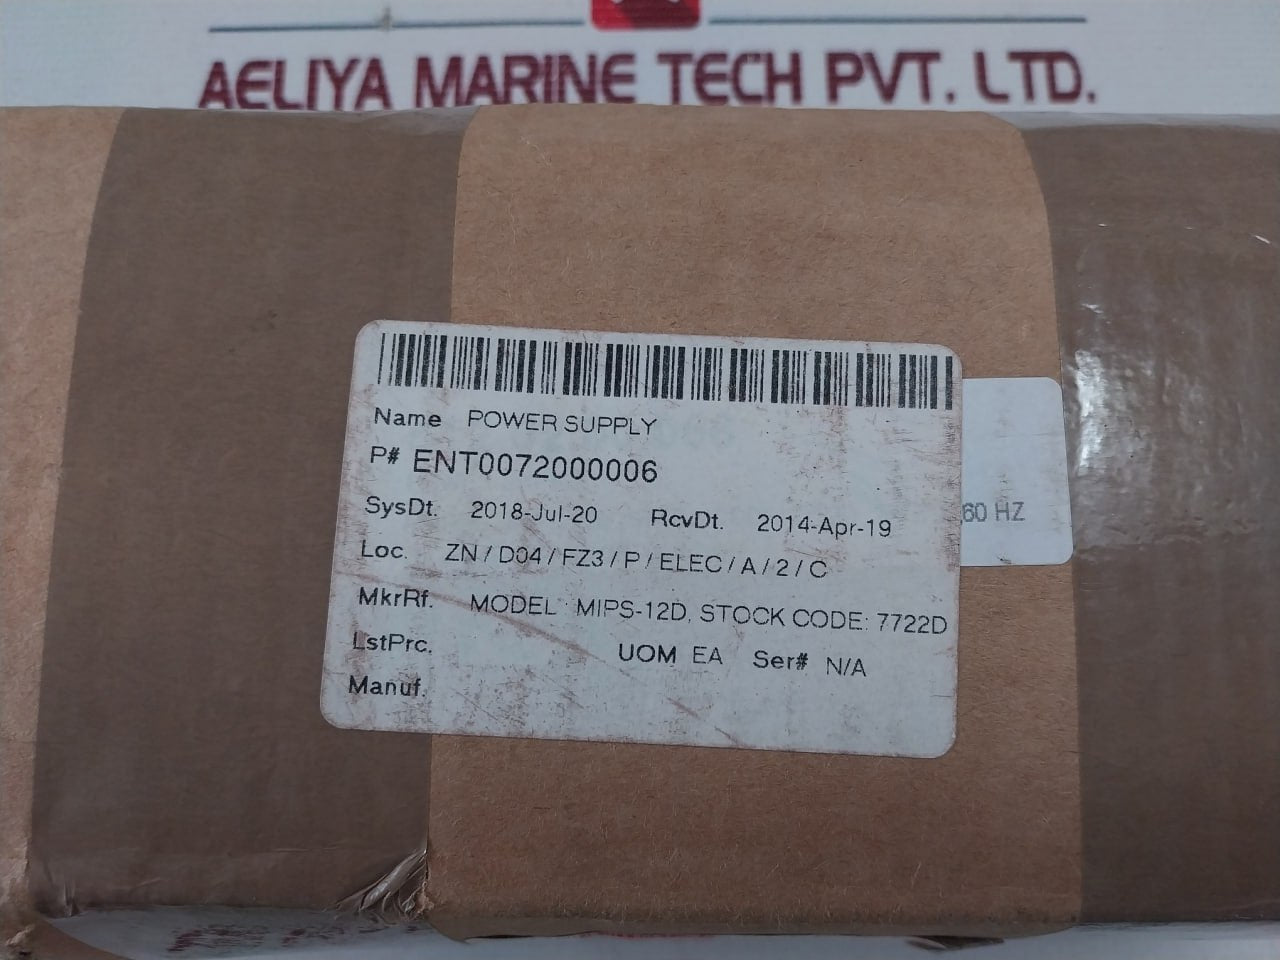 AELIYA MARINE TECH PVT. LTD.
Name POWER SUPPLY
P# ENT0072000006
SysDt. 2018-Jul-20 RcvDt. 2014-Apr-19
60 HZ
Loc. ZN / D04 / FZ3 / P / ELEC / A / 2 / C
MkrRf. MODEL : MIPS-12D, STOCK CODE: 7722D
LstPrc. UOM EA Ser# N/A
Manuf.